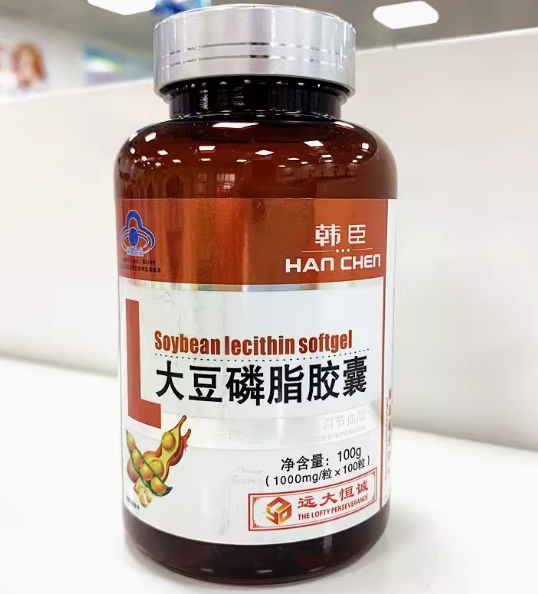 韩臣
HAN CHEN
Soybean lecithin softgel
大豆磷脂胶囊
净含量：100g
(1000mg/粒×100粒)
远大恒诚
THE LOFTY PERSEVERANCE